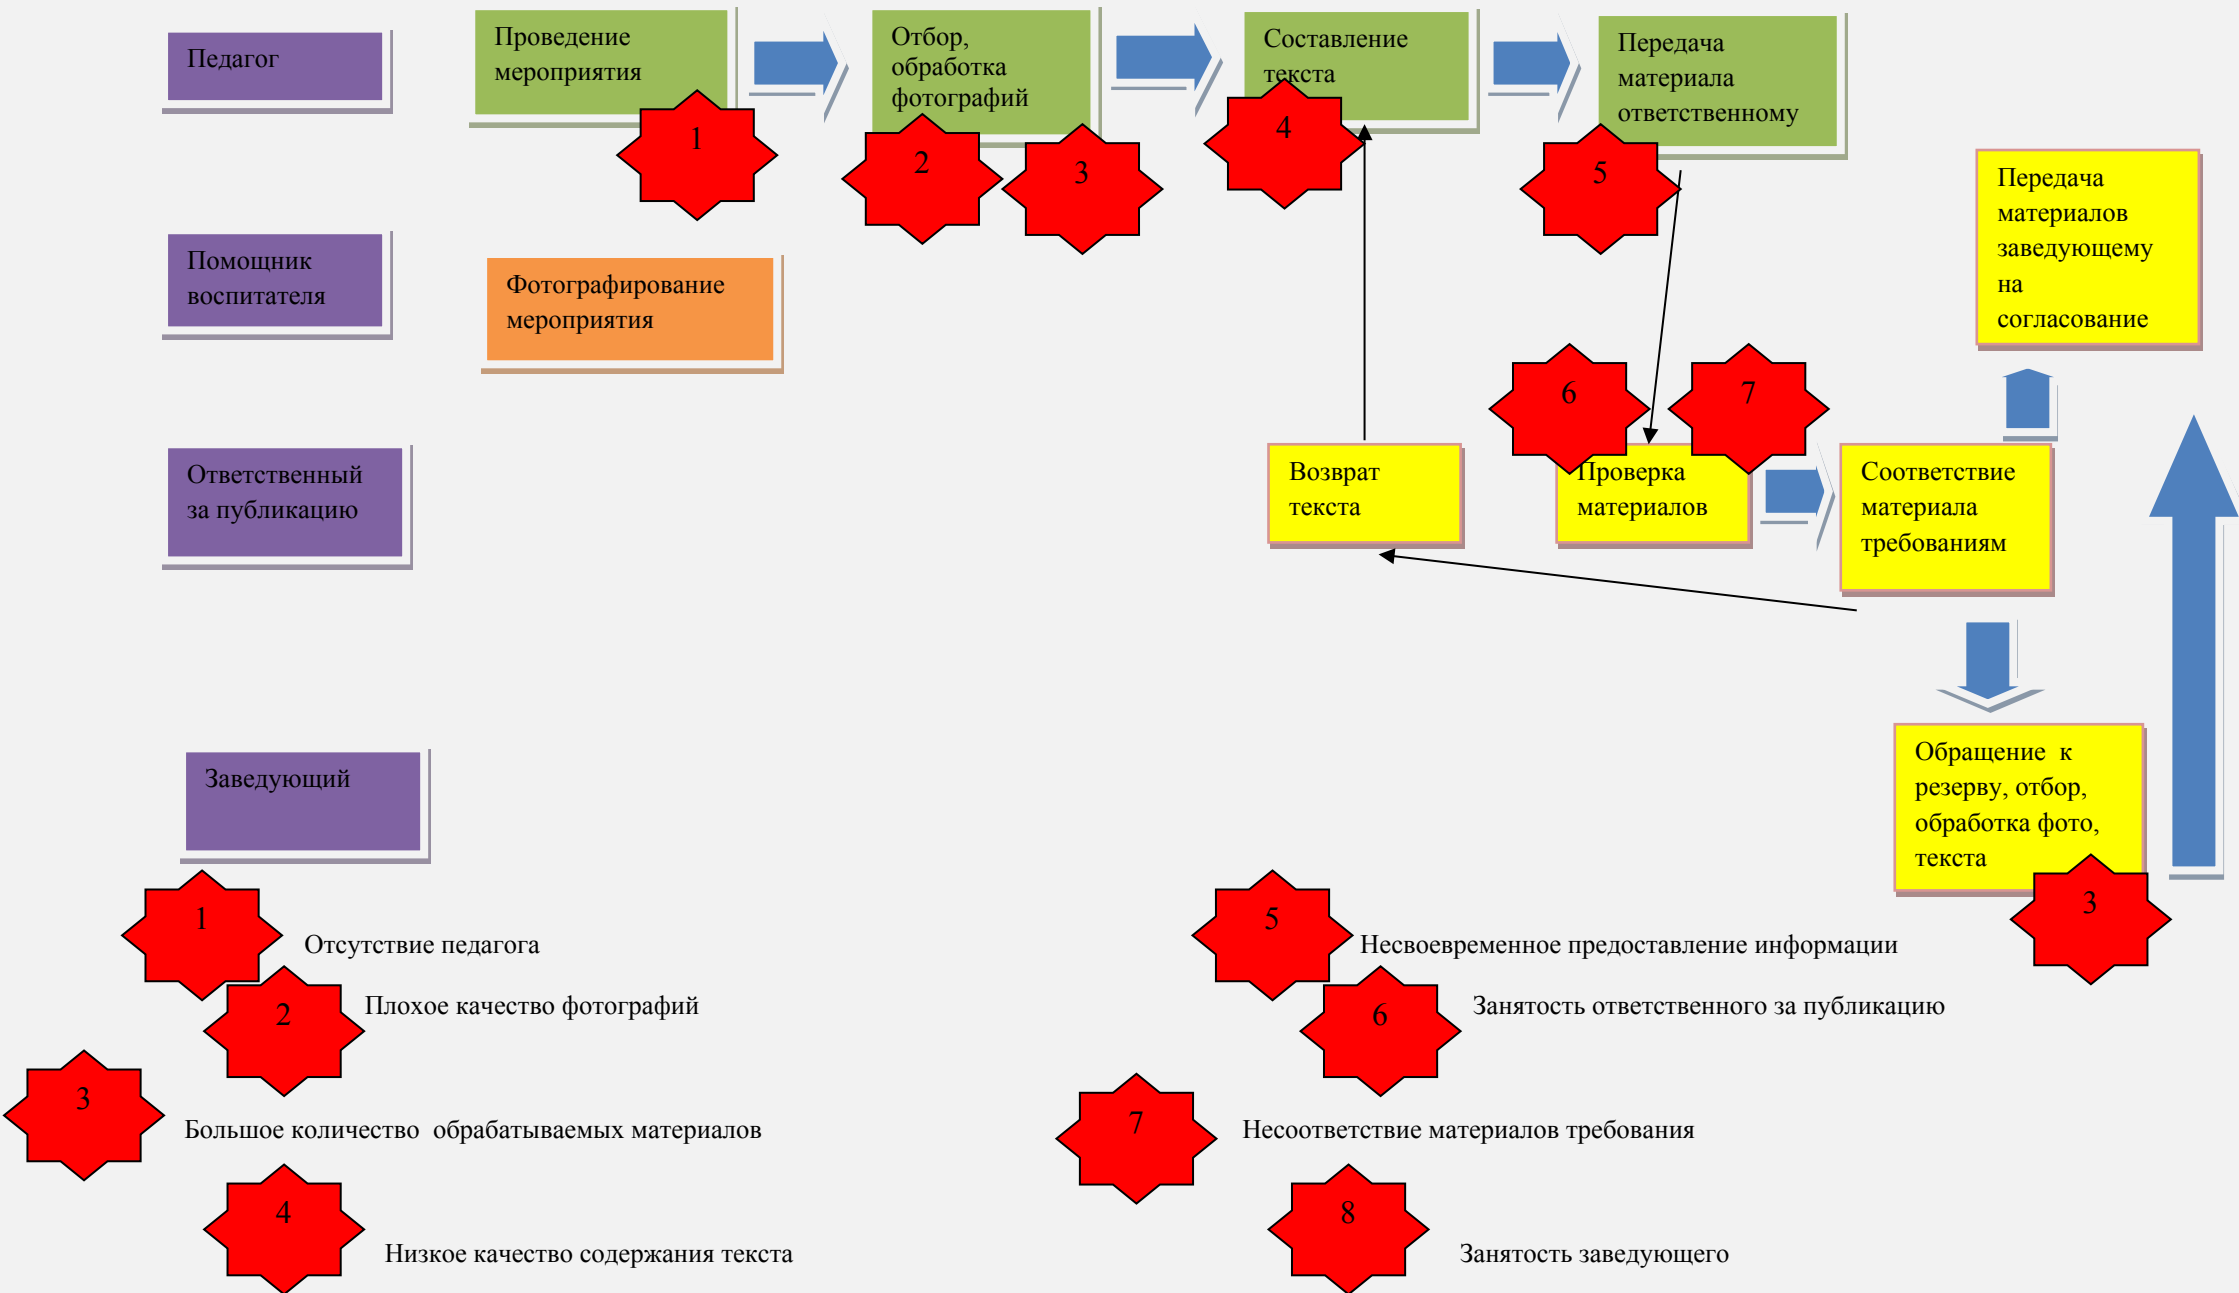 Педагог
Проведение
мероприятия
1
Отбор,
обработка
фотографий
2
3
Составление
текста
4
Передача
материала
ответственному
5
Передача
материалов
заведующему
на
согласование
Помощник
воспитателя
Фотографирование
мероприятия
Ответственный
за публикацию
Возврат
текста
6
7
Проверка
материалов
Соответствие
материала
требованиям
Заведующий
Обращение к
резерву, отбор,
обработка фото,
текста
3
1
Отсутствие педагога
2
Плохое качество фотографий
3
Большое количество обрабатываемых материалов
4
Низкое качество содержания текста
5
Несвоевременное предоставление информации
6
Занятость ответственного за публикацию
7
Несоответствие материалов требования
8
Занятость заведующего